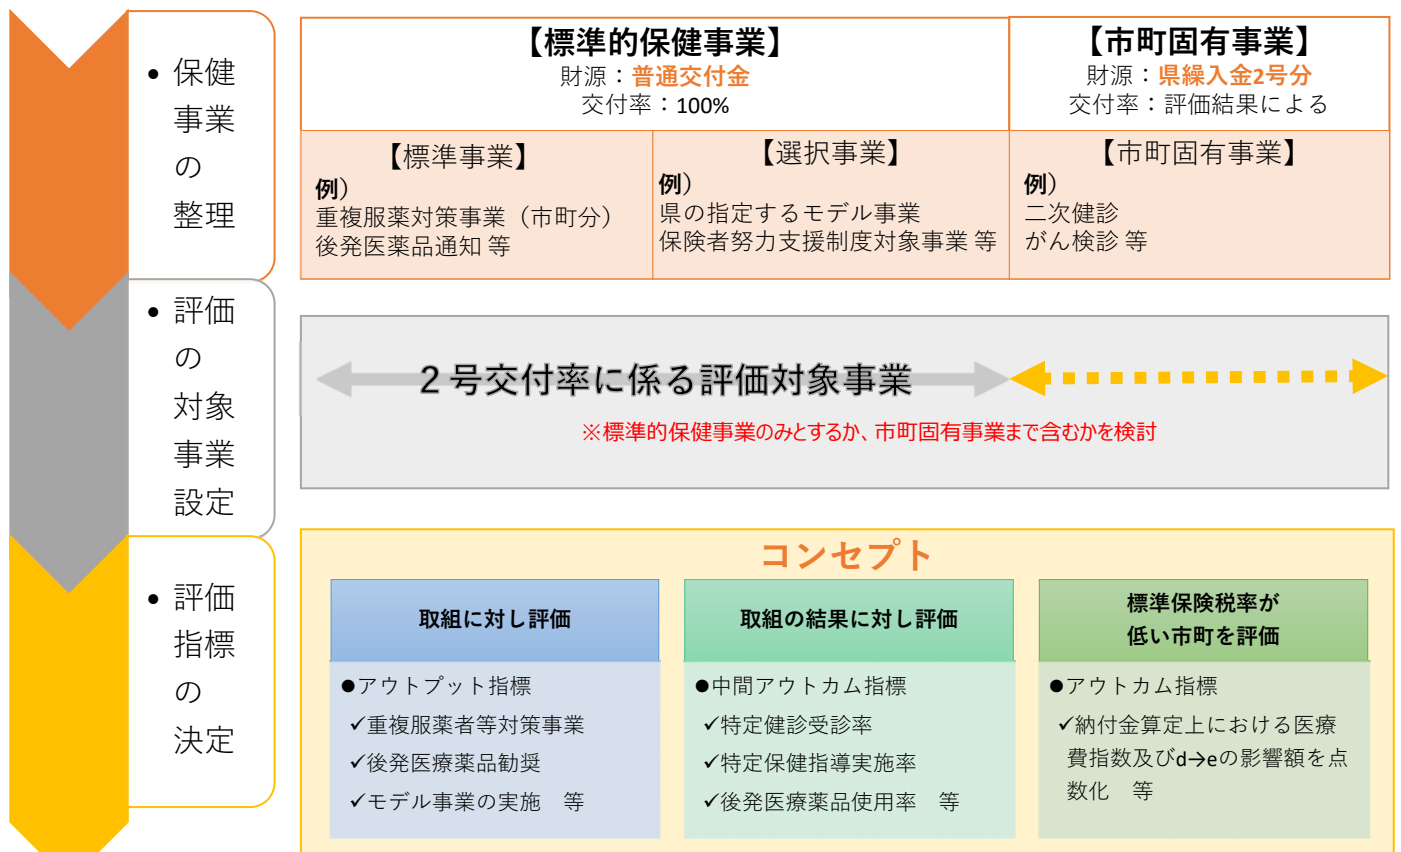 • 保健
事業
の
整理
【標準的保健事業】
財源：普通交付金
交付率：100%
【市町固有事業】
財源：県繰入金2号分
交付率：評価結果による
【標準事業】
例）
重複服薬対策事業（市町分）
後発医薬品通知 等
【選択事業】
例）
県の指定するモデル事業
保険者努力支援制度対象事業 等
【市町固有事業】
例）
二次健診
がん検診 等
• 評価
の
対象
事業
設定
２号交付率に係る評価対象事業
※標準的保健事業のみとするか、市町固有事業まで含むかを検討
• 評価
指標
の
決定
コンセプト
取組に対し評価
●アウトプット指標
✓重複服薬者等対策事業
✓後発医療薬品勧奨
✓モデル事業の実施　等
取組の結果に対し評価
●中間アウトカム指標
✓特定健診受診率
✓特定保健指導実施率
✓後発医療薬品使用率　等
標準保険税率が
低い市町を評価
●アウトカム指標
✓納付金算定上における医療
費指数及びd→eの影響額を点
数化　等